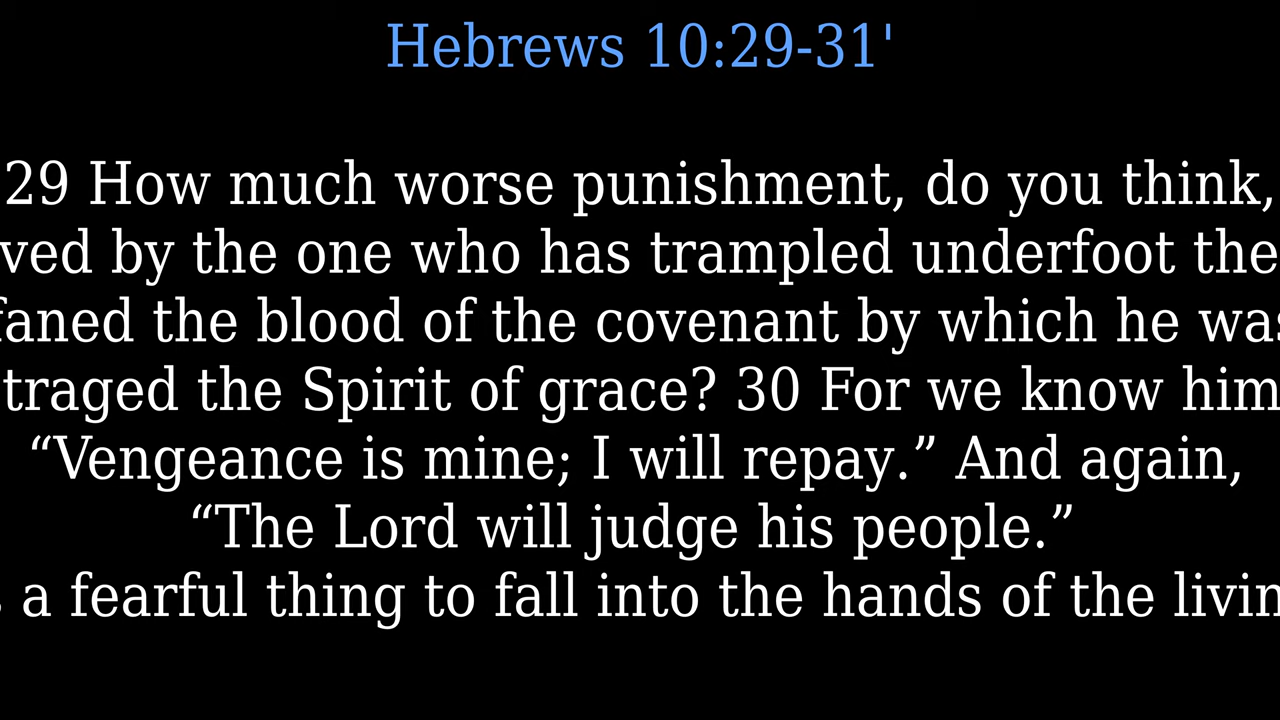 Hebrews 10:29-31'
29 How much worse punishment, do you think,
ved by the one who has trampled underfoot the
faned the blood of the covenant by which he was
traged the Spirit of grace? 30 For we know him
“Vengeance is mine; I will repay.” And again,
“The Lord will judge his people.”
a fearful thing to fall into the hands of the livin